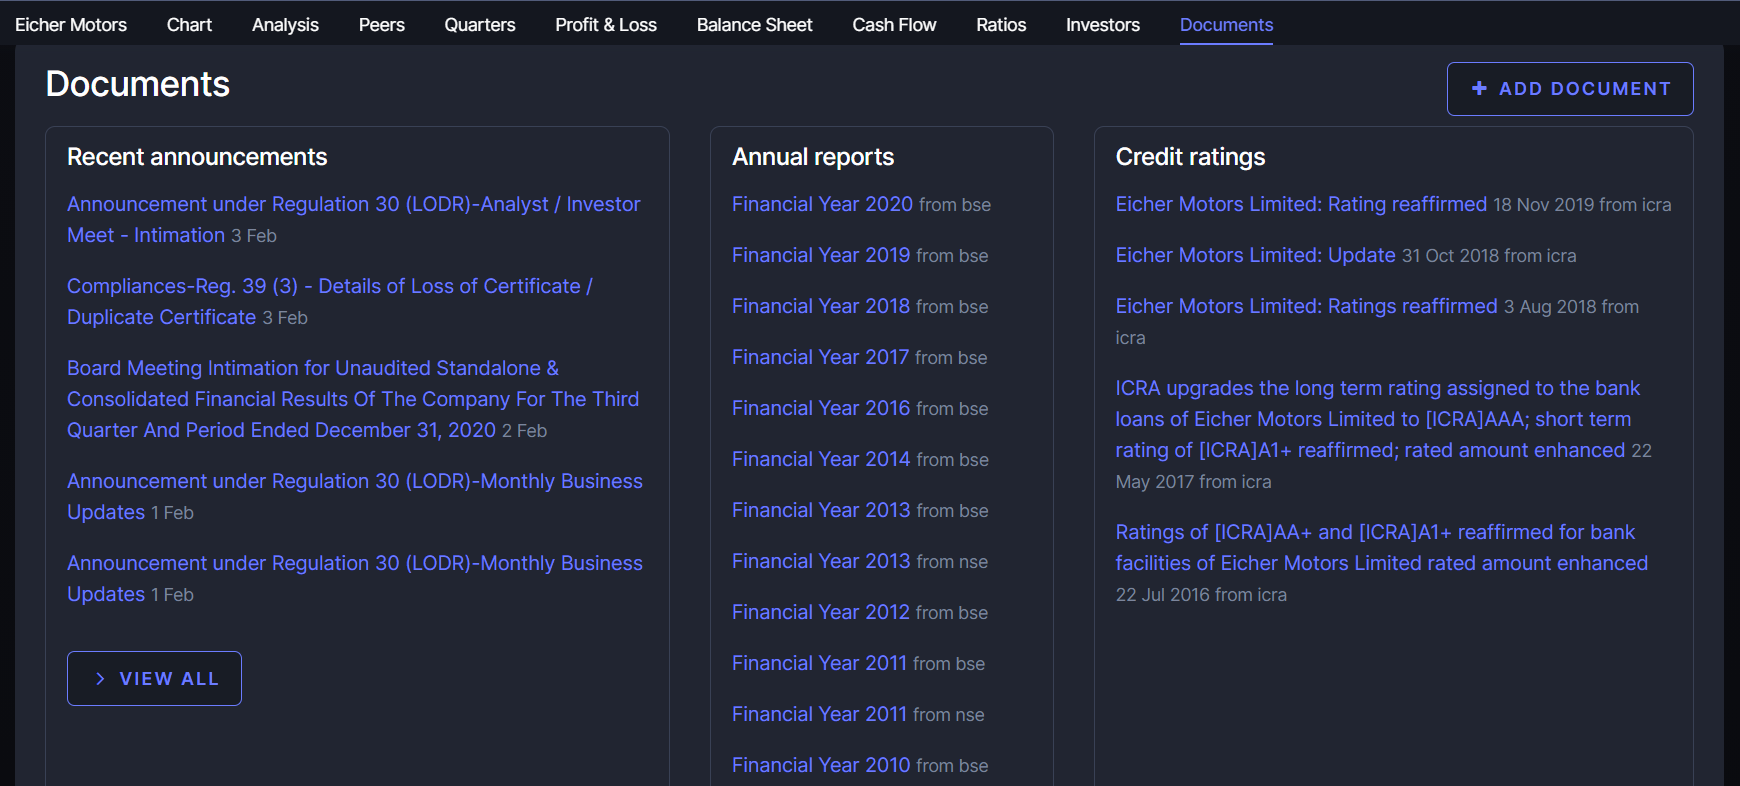 Eicher Motors Chart Analysis Peers Quarters Profit & Loss Balance Sheet Cash Flow Ratios Investors Documents
Documents
+ ADD DOCUMENT
Recent announcements
Announcement under Regulation 30 (LODR)-Analyst / Investor
Meet - Intimation 3 Feb
Compliances-Reg. 39 (3) - Details of Loss of Certificate /
Duplicate Certificate 3 Feb
Board Meeting Intimation for Unaudited Standalone &
Consolidated Financial Results Of The Company For The Third
Quarter And Period Ended December 31, 2020 2 Feb
Announcement under Regulation 30 (LODR)-Monthly Business
Updates 1 Feb
Announcement under Regulation 30 (LODR)-Monthly Business
Updates 1 Feb
VIEW ALL
Annual reports
Financial Year 2020 from bse
Financial Year 2019 from bse
Financial Year 2018 from bse
Financial Year 2017 from bse
Financial Year 2016 from bse
Financial Year 2014 from bse
Financial Year 2013 from bse
Financial Year 2013 from nse
Financial Year 2012 from bse
Financial Year 2011 from bse
Financial Year 2011 from nse
Financial Year 2010 from bse
Credit ratings
Eicher Motors Limited: Rating reaffirmed 18 Nov 2019 from icra
Eicher Motors Limited: Update 31 Oct 2018 from icra
Eicher Motors Limited: Ratings reaffirmed 3 Aug 2018 from
icra
ICRA upgrades the long term rating assigned to the bank
loans of Eicher Motors Limited to [ICRA]AAA; short term
rating of [ICRA]A1+ reaffirmed; rated amount enhanced 22
May 2017 from icra
Ratings of [ICRA]AA+ and [ICRA]A1+ reaffirmed for bank
facilities of Eicher Motors Limited rated amount enhanced
22 Jul 2016 from icra